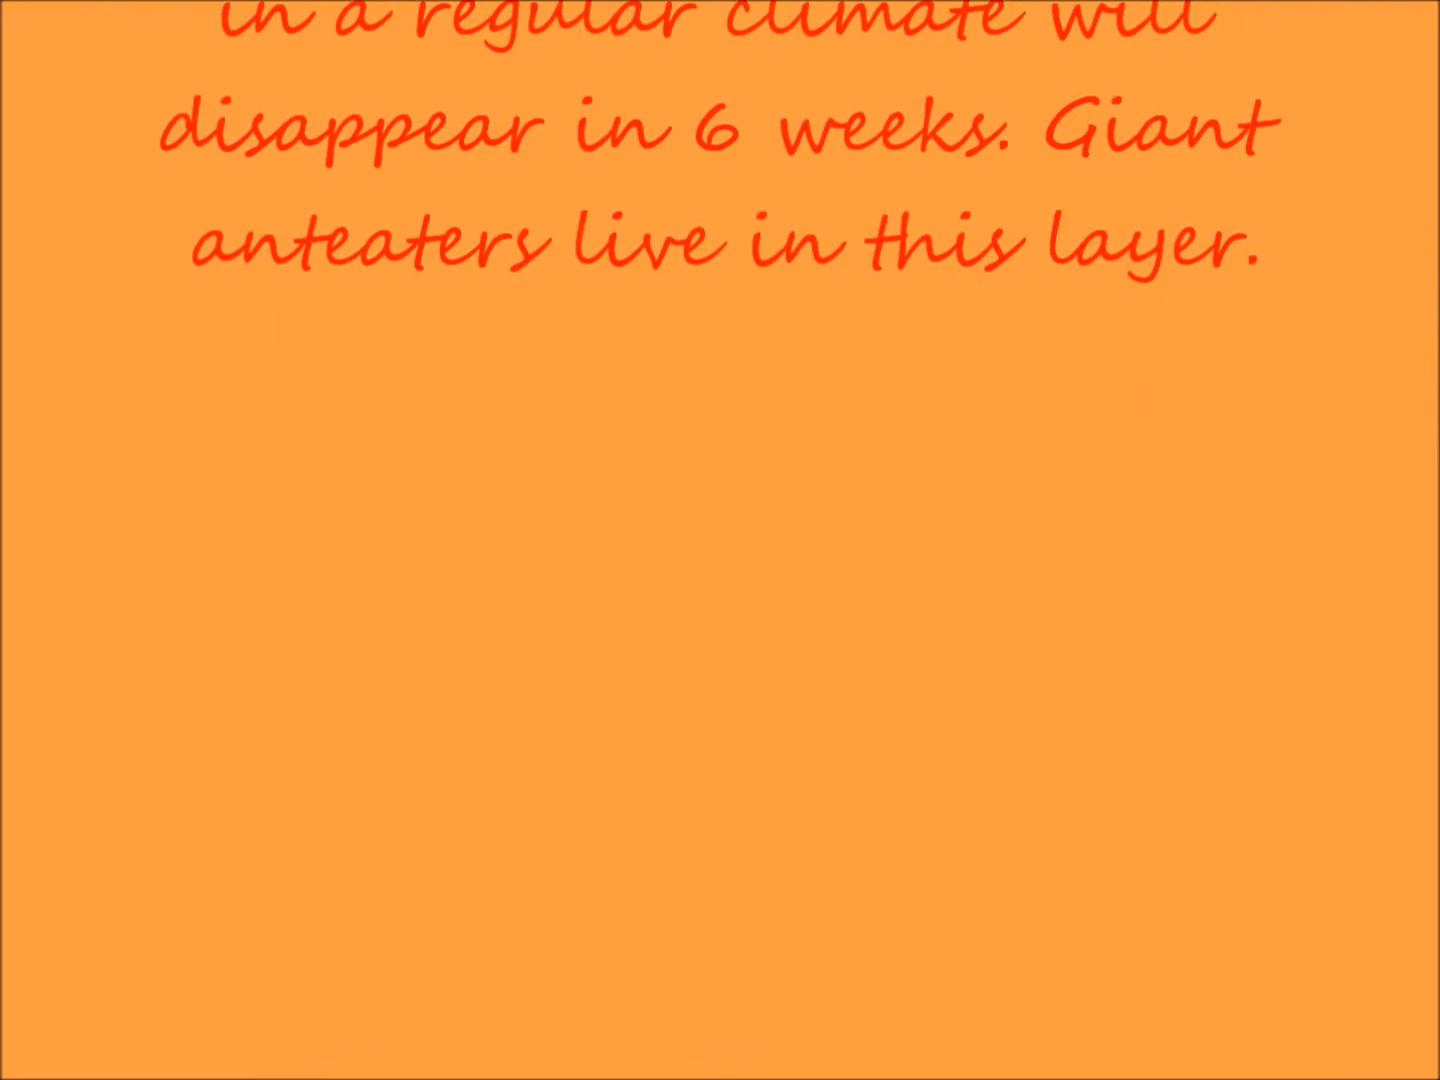 in a regular climate will
disappear in 6 weeks. Giant
anteaters live in this layer.